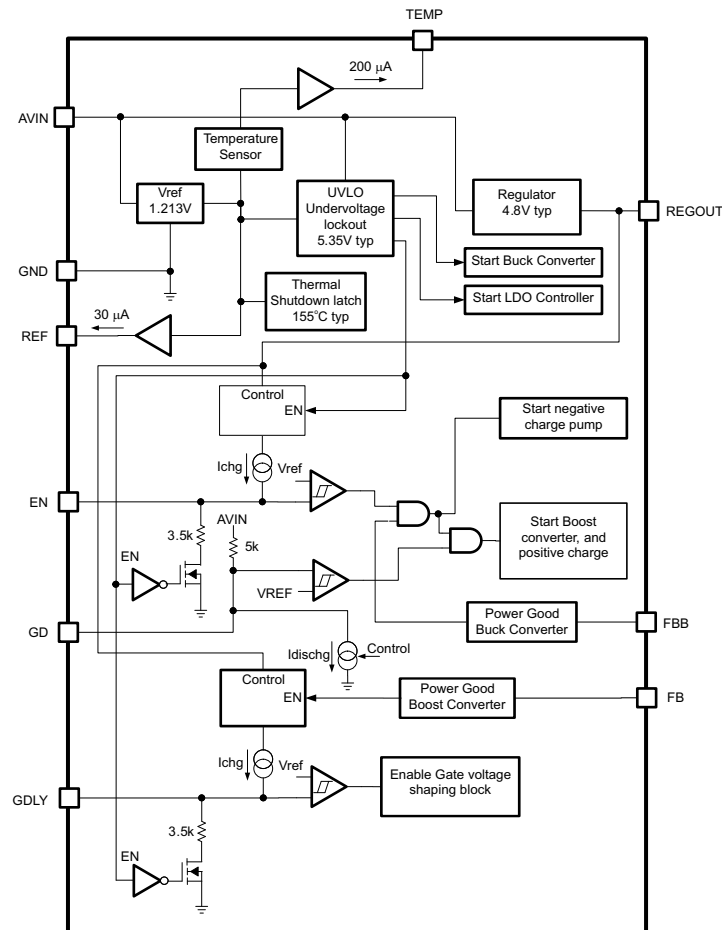 TEMP
200 μA
AVIN
Temperature
Sensor
Vref
1.213V
UVLO
Undervoltage
lockout
5.35V typ
Regulator
4.8V typ
REGOUT
Start Buck Converter
GND
Thermal
Shutdown latch
155°C typ
Start LDO Controller
30 μA
REF
Control
EN
Start negative
charge pump
Ichg
Vref
EN
3.5k
AVIN
5k
EN
Start Boost
converter, and
positive charge
VREF
GD
Power Good
Buck Converter
FBB
Idischg
Control
Control
EN
Power Good
Boost Converter
FB
Ichg
Vref
Enable Gate voltage
shaping block
GDLY
3.5k
EN